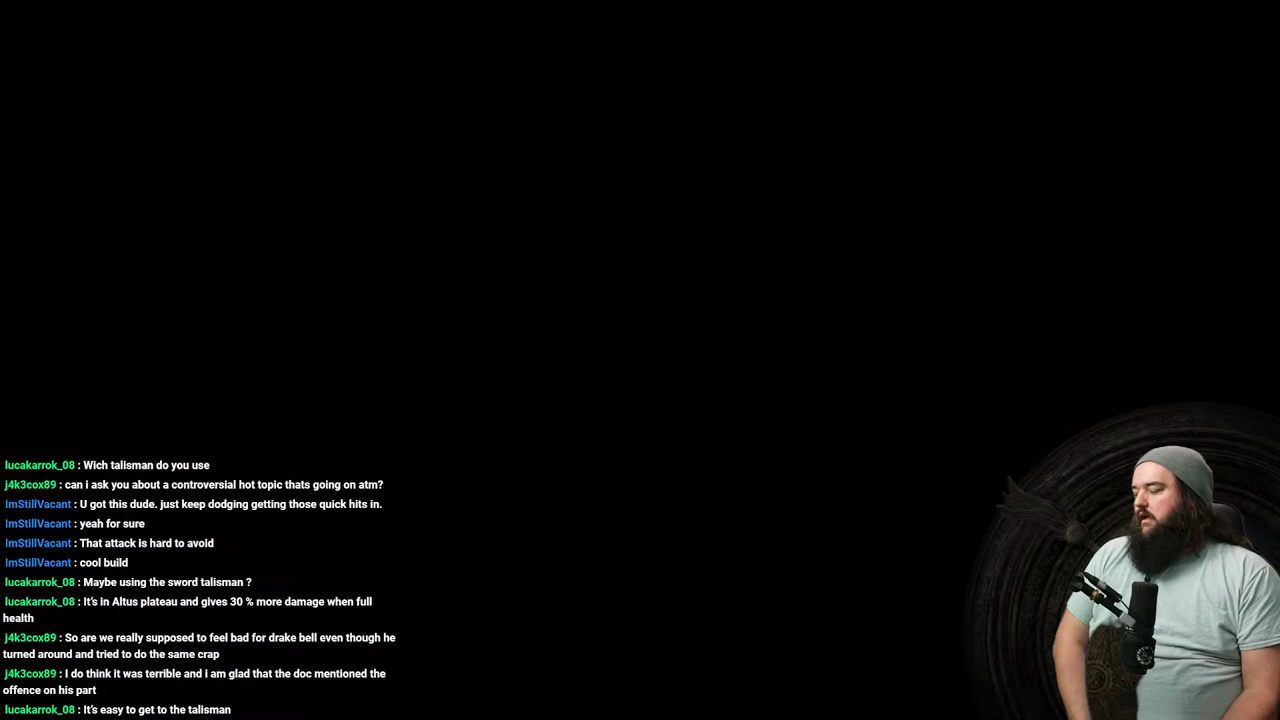 lucakarrok_08 : Wich talisman do you use
j4k3cox89 : can i ask you about a controversial hot topic thats going on atm?
ImStillVacant : U got this dude. just keep dodging getting those quick hits in.
ImStillVacant : yeah for sure
ImStillVacant : That attack is hard to avoid
ImStillVacant : cool build
lucakarrok_08 : Maybe using the sword talisman ?
lucakarrok_08 : It’s in Altus plateau and gives 30 % more damage when full
health
j4k3cox89 : So are we really supposed to feel bad for drake bell even though he
turned around and tried to do the same crap
j4k3cox89 : I do think it was terrible and i am glad that the doc mentioned the
offence on his part
lucakarrok_08 : It’s easy to get to the talisman